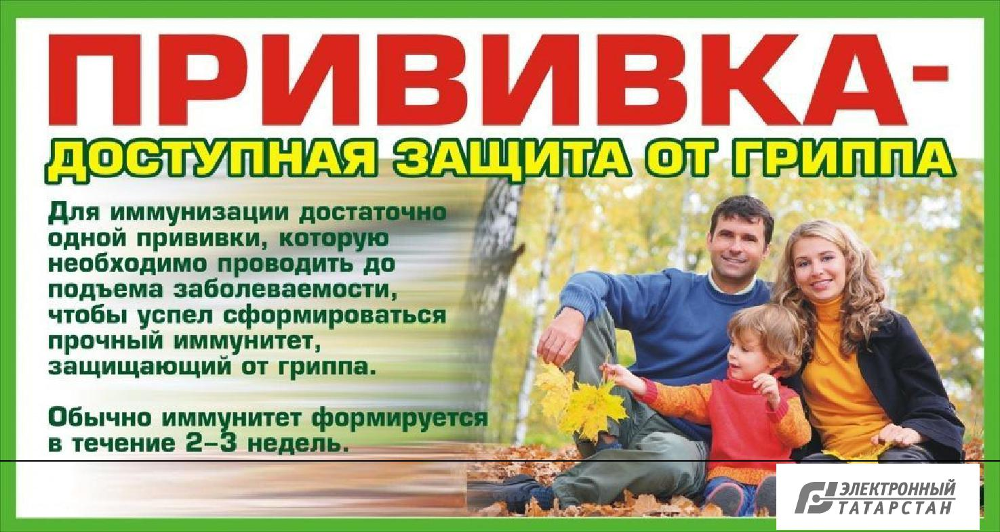 ПРИВИВКА-
ДОСТУПНАЯ ЗАЩИТА ОТ ГРИППА
Для иммунизации достаточно
одной прививки, которую
необходимо проводить до
подъема заболеваемости,
чтобы успел сформироваться
прочный иммунитет,
защищающий от гриппа.
Обычно иммунитет формируется
в течение 2–3 недель.
ЭЛЕКТРОННЫЙ
ТАТАРСТАН